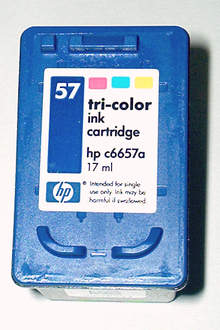 57
tri-color
ink
cartridge
hp c6657a
17 ml
hp
Intended for single
use only. Ink may be
harmful if swallowed.